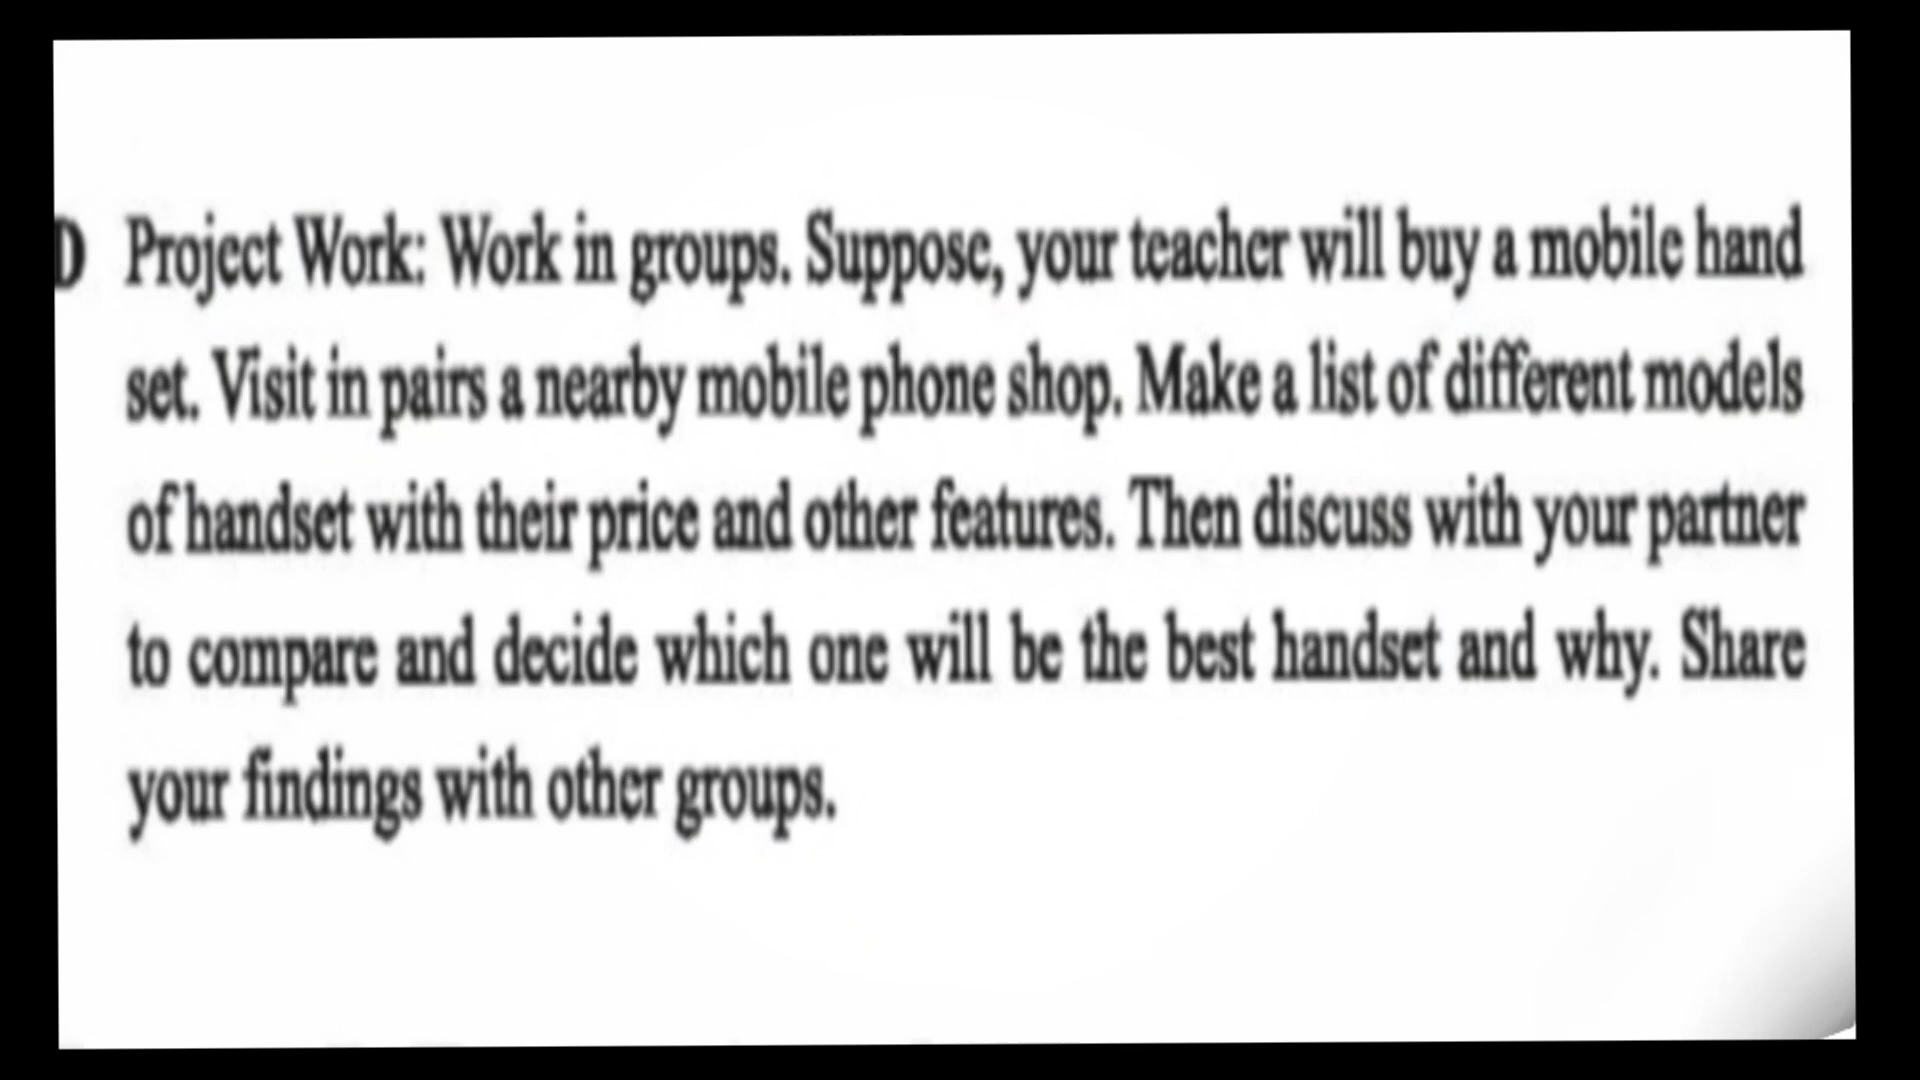 D Project Work: Work in groups. Suppose, your teacher will buy a mobile hand
set. Visit in pairs a nearby mobile phone shop. Make a list of different models
of handset with their price and other features. Then discuss with your partner
to compare and decide which one will be the best handset and why. Share
your findings with other groups.